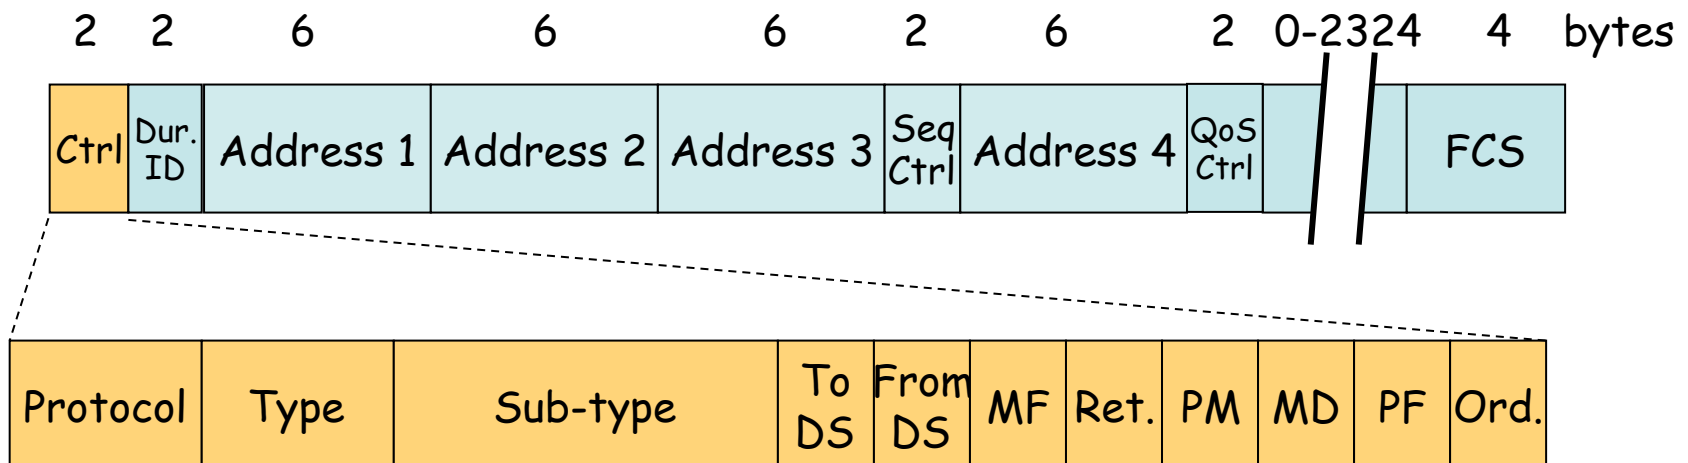 2 2 6 6 6 2 6 2 0-2324 4 bytes
Ctrl Dur. ID Address 1 Address 2 Address 3 Seq Ctrl Address 4 QoS Ctrl FCS
Protocol Type Sub-type To DS From DS MF Ret. PM MD PF Ord.